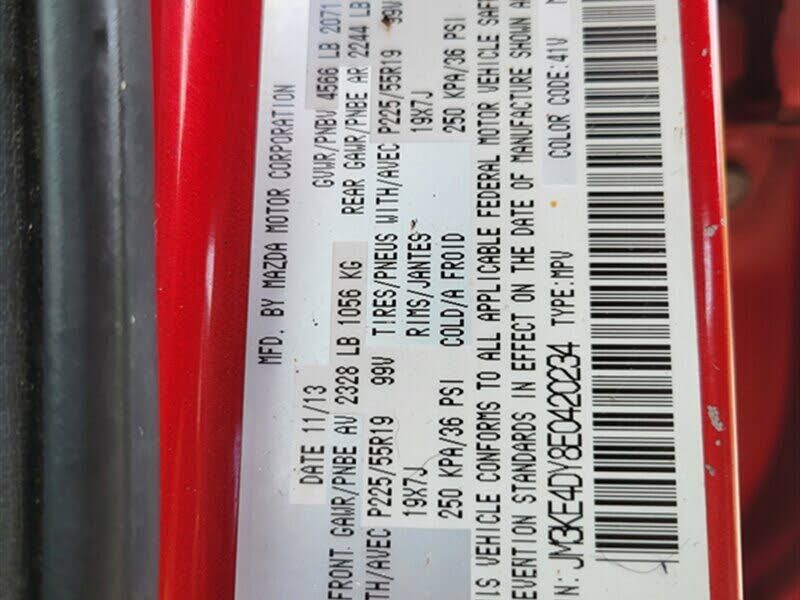 MFD. BY MAZDA MOTOR CORPORATION
DATE 11/13 GVWR/PNBV 4566 LB 2071
FRONT GAWR/PNBE AV 2328 LB 1056 KG REAR GAWR/PNBE AR 2244 LB
TH/AVEC P225/55R19 99V TIRES/PNEUS WITH/AVEC P225/55R19 99V
19X7J RIMS/JANTES 19X7J
250 KPA/36 PSI COLD/A FROID 250 KPA/36 PSI
IS VEHICLE CONFORMS TO ALL APPLICABLE FEDERAL MOTOR VEHICLE SAF
EVENTION STANDARDS IN EFFECT ON THE DATE OF MANUFACTURE SHOWN A
N: JM3KE4DY8E0420234 TYPE:MPV COLOR CODE:41V